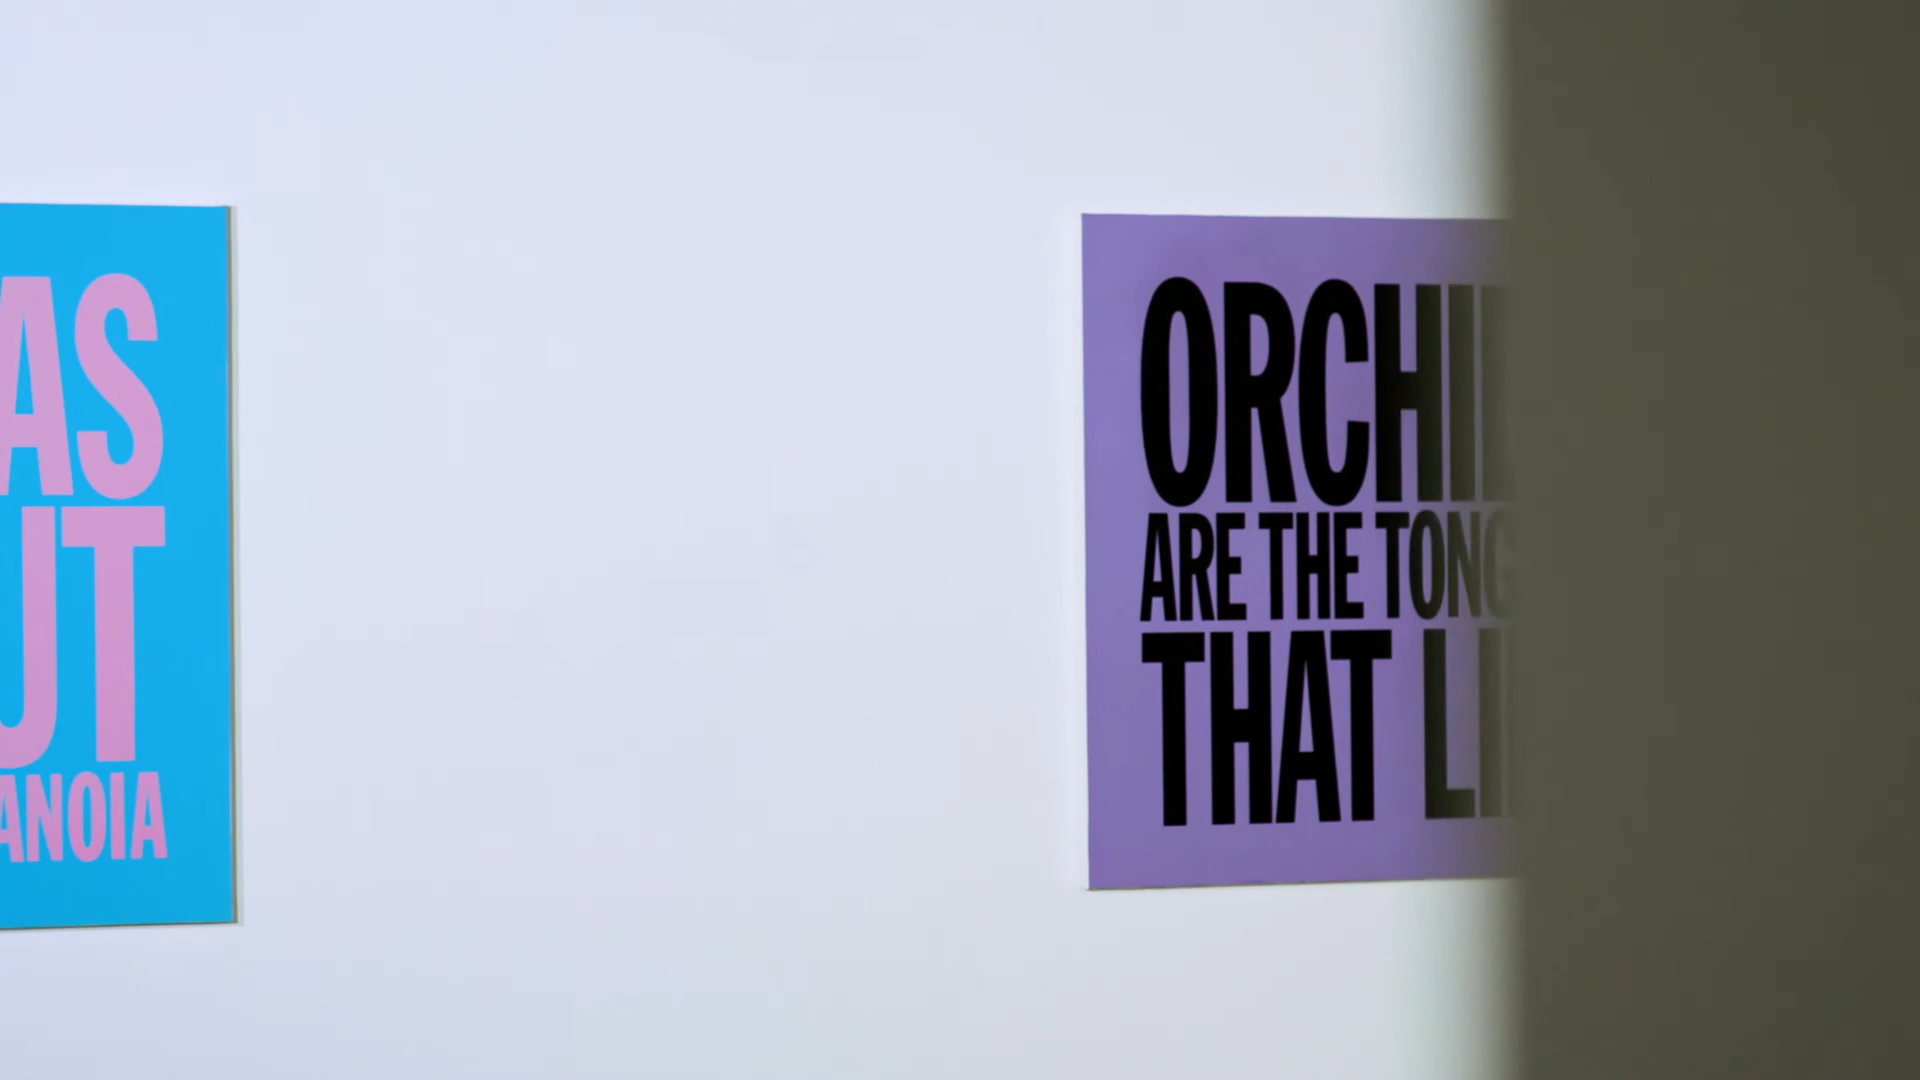 AS
UT
ANOIA
ORCHI
ARE THE TONG
THAT LI